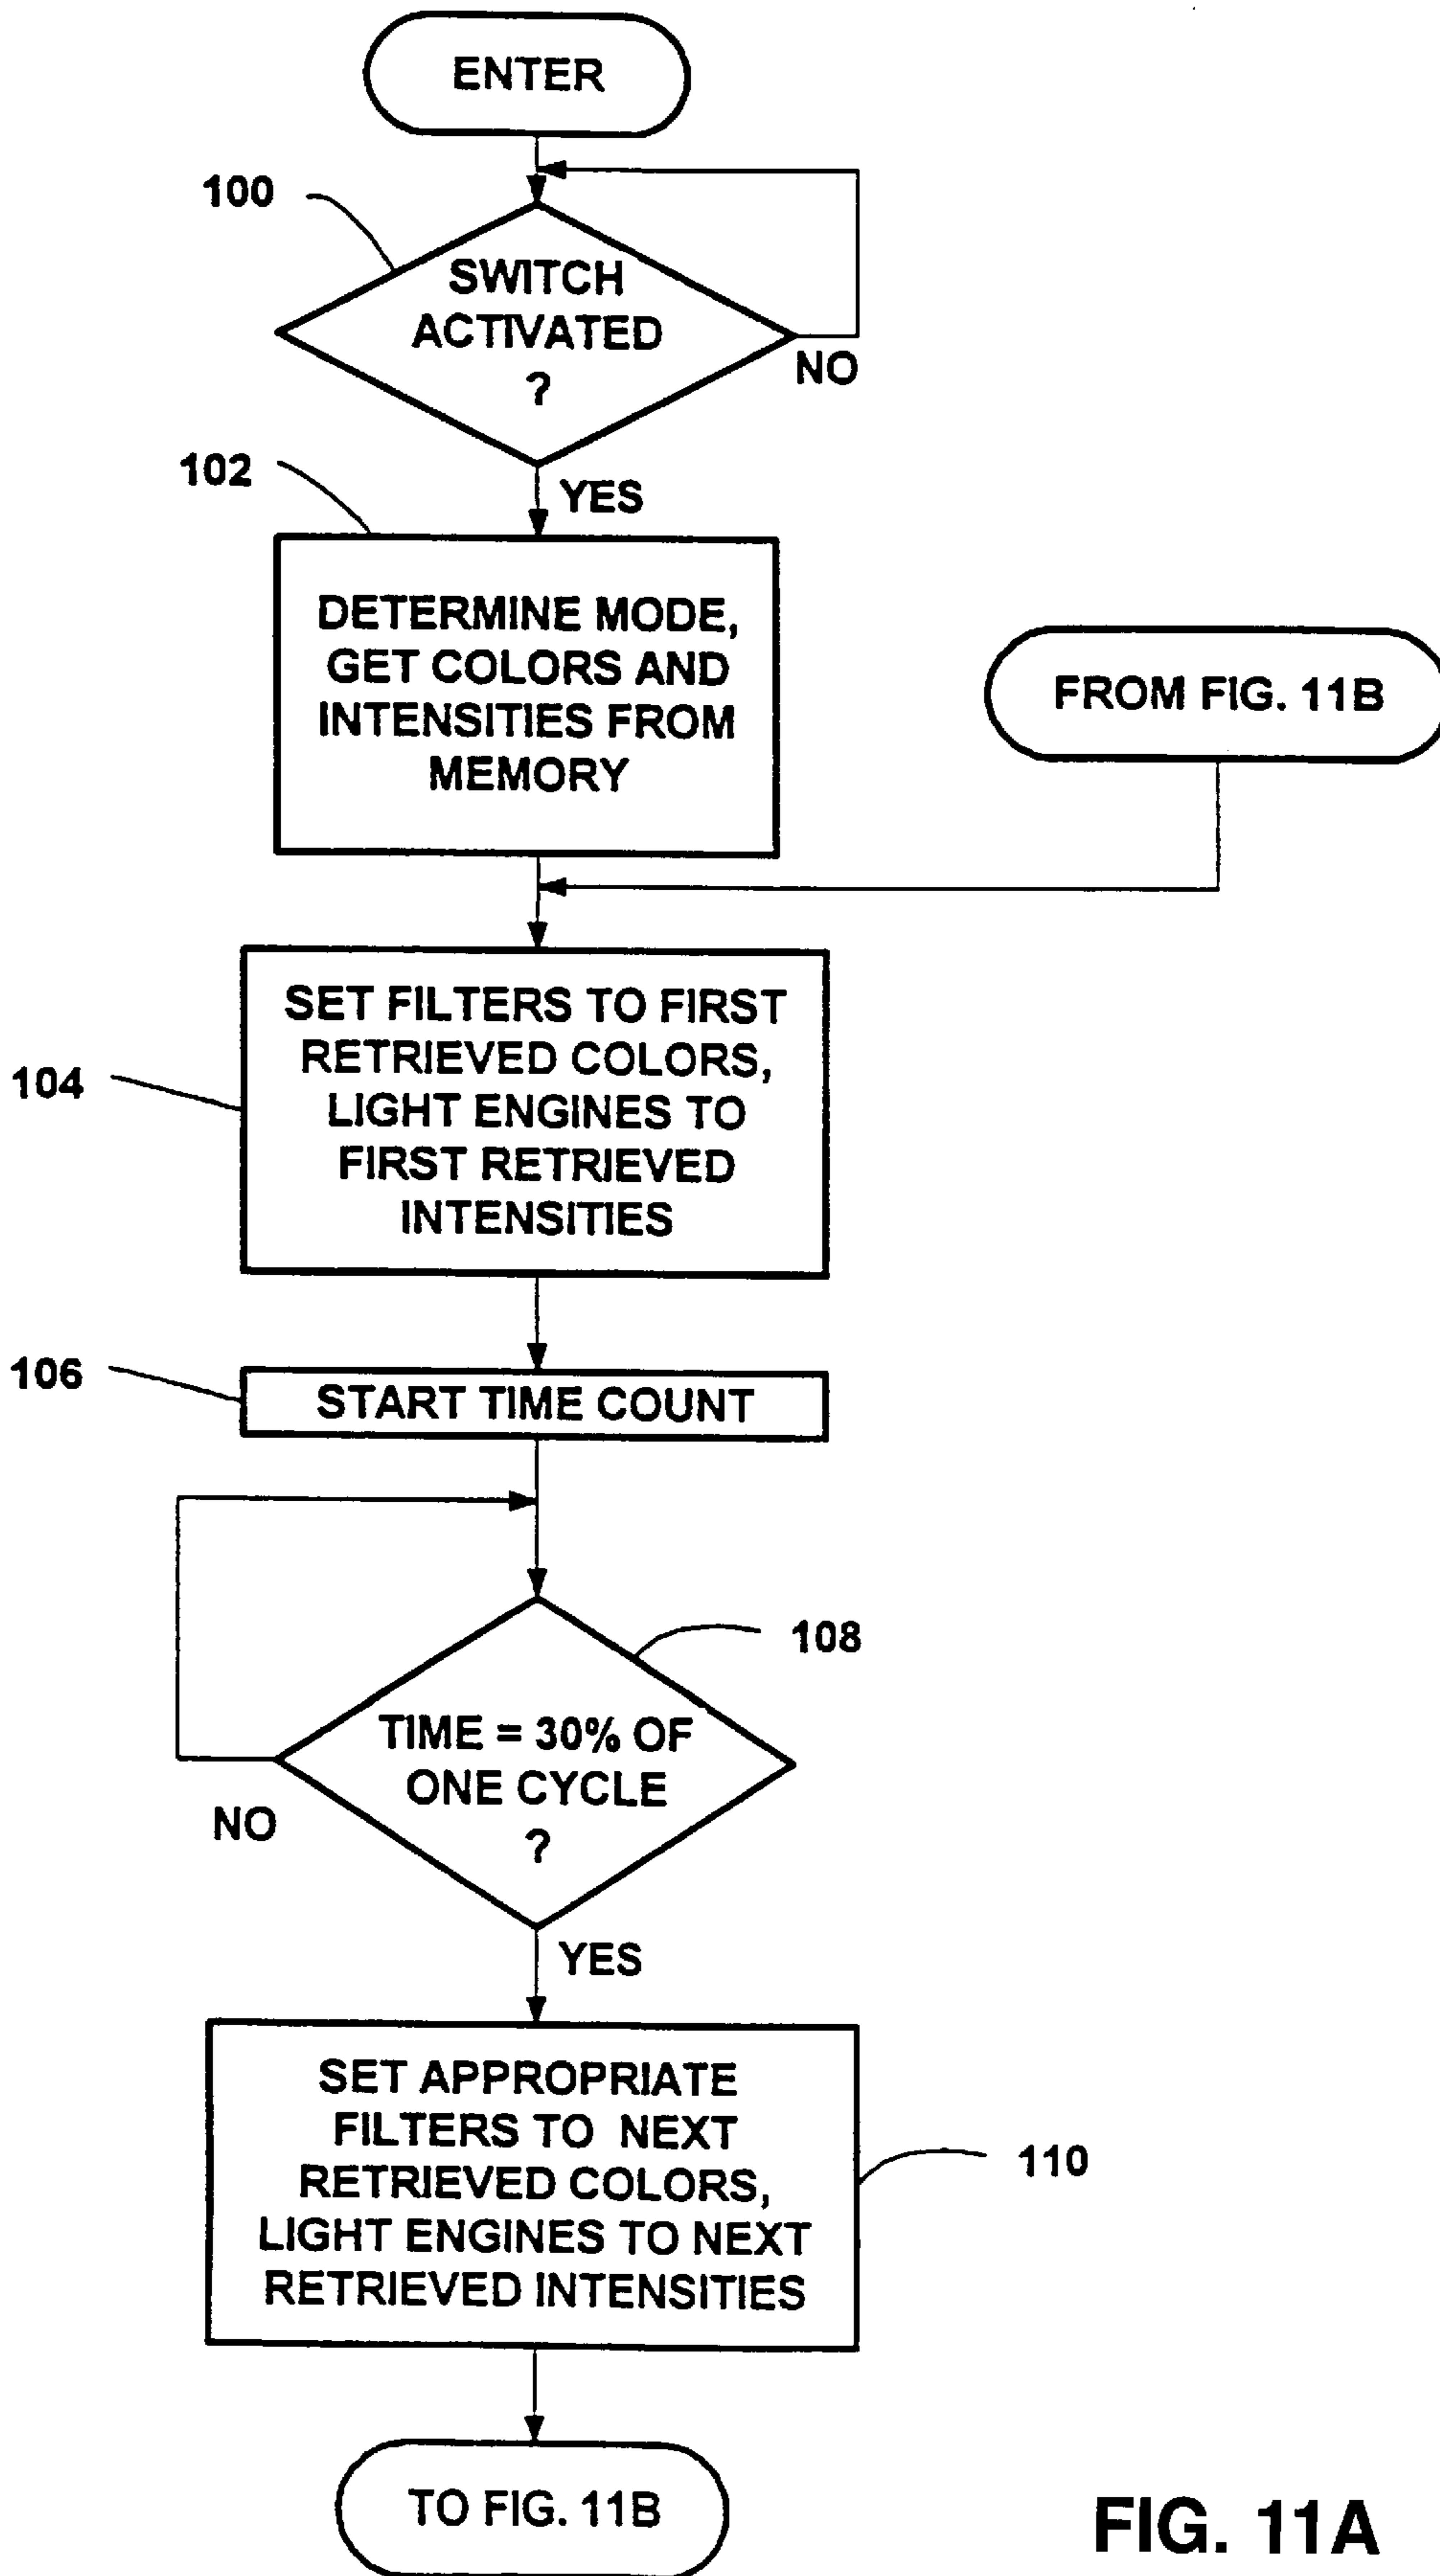 ENTER
100
SWITCH
ACTIVATED
?
NO
102
YES
DETERMINE MODE,
GET COLORS AND
INTENSITIES FROM
MEMORY
FROM FIG. 11B
104
SET FILTERS TO FIRST
RETRIEVED COLORS,
LIGHT ENGINES TO
FIRST RETRIEVED
INTENSITIES
106
START TIME COUNT
108
TIME = 30% OF
ONE CYCLE
?
NO
YES
SET APPROPRIATE
FILTERS TO NEXT
RETRIEVED COLORS,
LIGHT ENGINES TO NEXT
RETRIEVED INTENSITIES
110
TO FIG. 11B
FIG. 11A